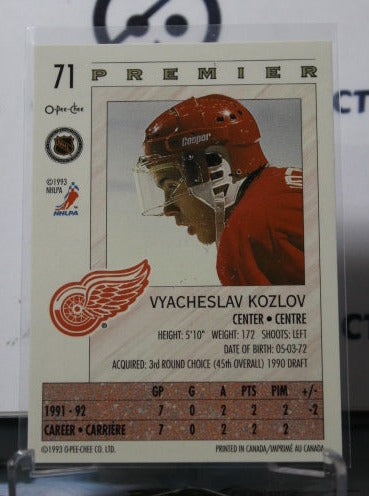 71 PREMIER
O-Pee-Chee
NHL
©1993
NHLPA
NHLPA
Cooper
VYACHESLAV KOZLOV
CENTER • CENTRE
HEIGHT: 5'10" WEIGHT: 172 SHOOTS: LEFT
DATE OF BIRTH: 05-03-72
ACQUIRED: 3rd ROUND CHOICE (45th OVERALL) 1990 DRAFT
GP G A PTS PIM +/-
1991 - 92 7 0 2 2 2 -2
CAREER • CARRIÈRE 7 0 2 2 2
©1993 O-PEE-CHEE CO. LTD. PRINTED IN CANADA/IMPRIMÉ AU CANADA